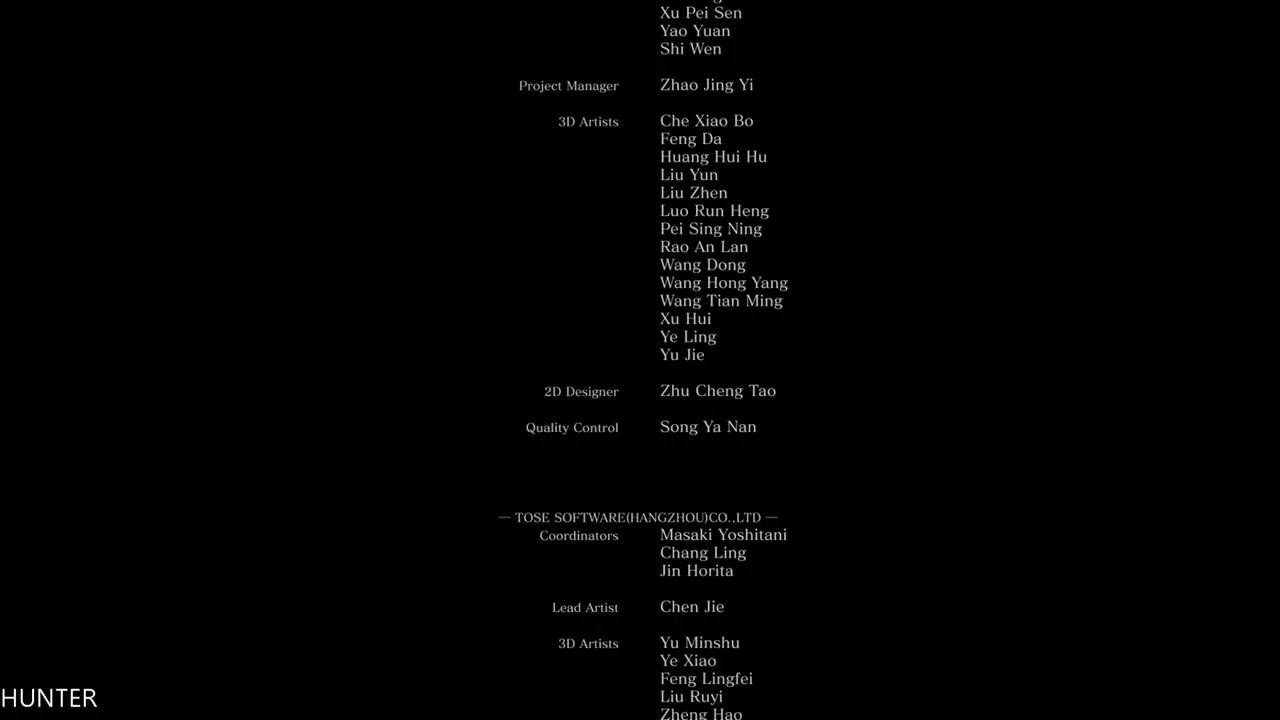 Xu Pei Sen
Yao Yuan
Shi Wen
Project Manager Zhao Jing Yi
3D Artists Che Xiao Bo
Feng Da
Huang Hui Hu
Liu Yun
Liu Zhen
Luo Run Heng
Pei Sing Ning
Rao An Lan
Wang Dong
Wang Hong Yang
Wang Tian Ming
Xu Hui
Ye Ling
Yu Jie
2D Designer Zhu Cheng Tao
Quality Control Song Ya Nan
— TOSE SOFTWARE(HANGZHOU)CO.,LTD —
Coordinators Masaki Yoshitani
Chang Ling
Jin Horita
Lead Artist Chen Jie
3D Artists Yu Minshu
Ye Xiao
Feng Lingfei
Liu Ruyi
Zheng Hao
HUNTER